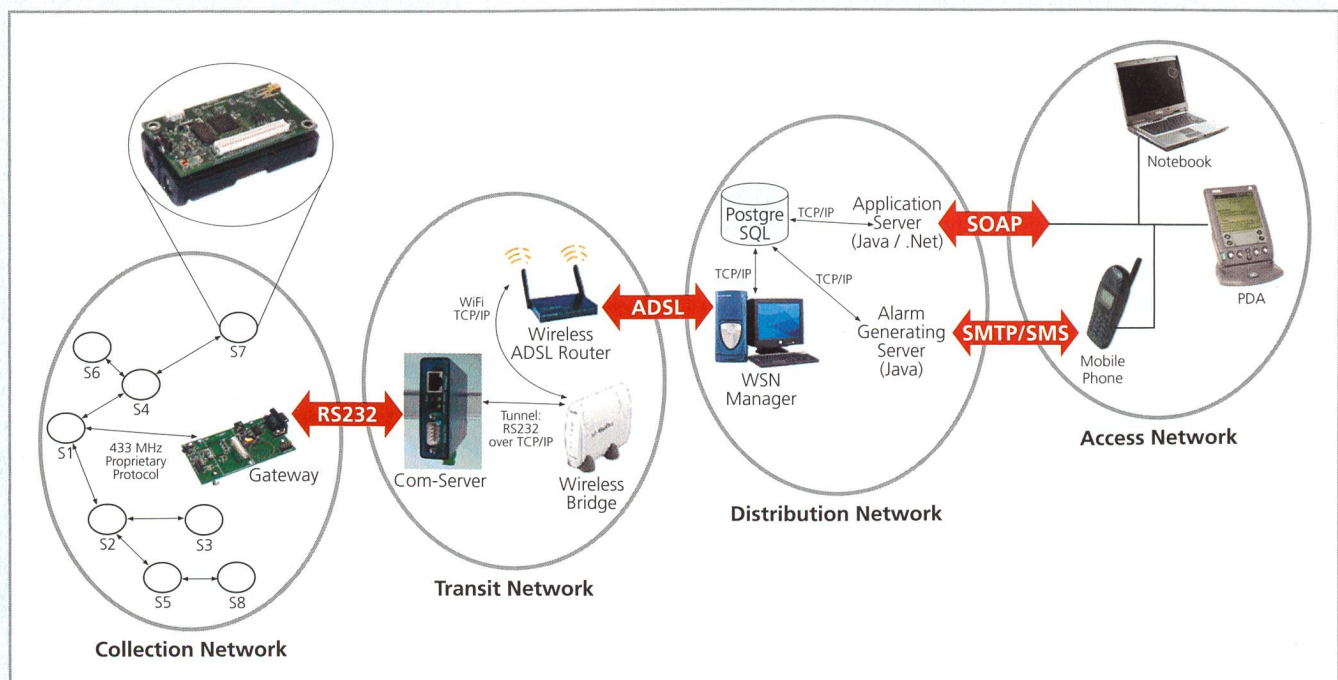 S7
S6
S4
S1
433 MHz
Proprietary
Protocol
Gateway
S2
S3
S5
S8
Collection Network
RS232
WiFi
TCP/IP
Wireless
ADSL Router
Com-Server
Tunnel:
RS232
over TCP/IP
Wireless
Bridge
Transit Network
ADSL
Postgre
SQL
TCP/IP
Application
Server
(Java / .Net)
TCP/IP
TCP/IP
WSN
Manager
Alarm
Generating
Server
(Java)
Distribution Network
SOAP
SMTP/SMS
Notebook
PDA
Mobile
Phone
Access Network